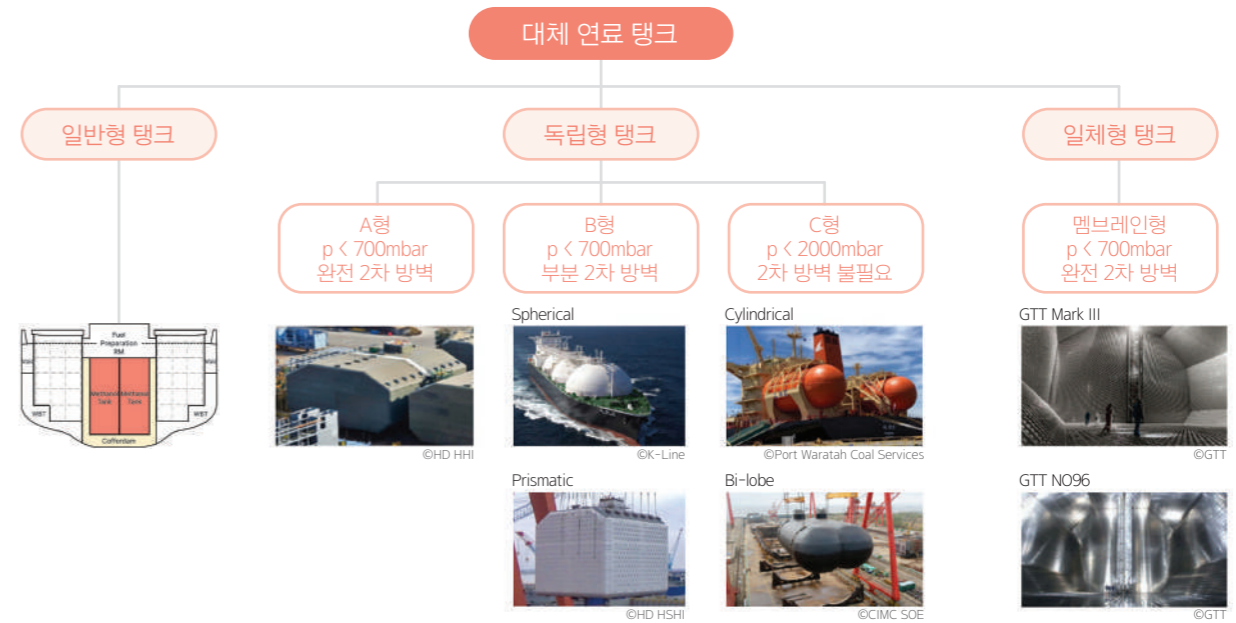 대체 연료 탱크
일반형 탱크
독립형 탱크
일체형 탱크
A형
p < 700mbar
완전 2차 방벽
B형
p < 700mbar
부분 2차 방벽
C형
p < 2000mbar
2차 방벽 불필요
멤브레인형
p < 700mbar
완전 2차 방벽
Fuel
Preparation
RM
Methanol
Tank
Methanol
Tank
WBT
WBT
Cofferdam
©HD HHI
Spherical
©K-Line
Cylindrical
©Port Waratah Coal Services
GTT Mark III
©GTT
Prismatic
©HD HSHI
Bi-lobe
©CIMC SOE
GTT NO96
©GTT